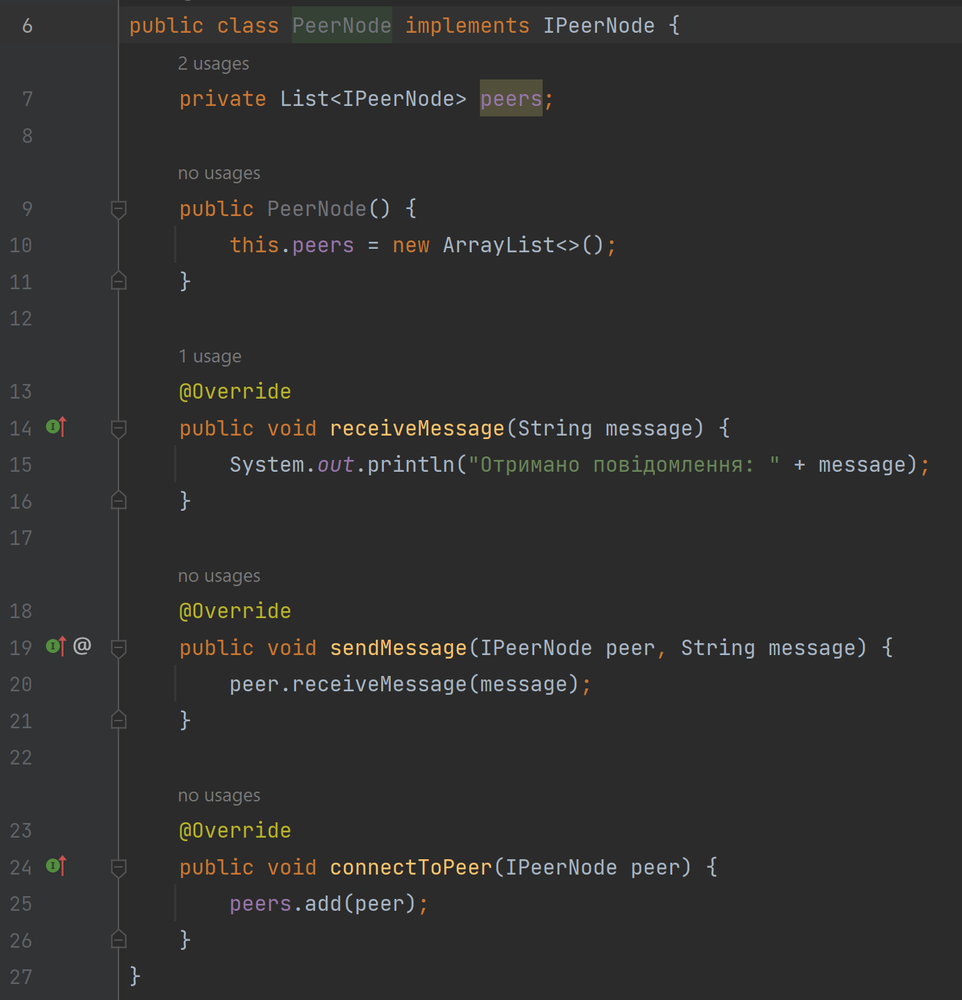 6 public class PeerNode implements IPeerNode {
2 usages
7 private List<IPeerNode> peers;
8
no usages
9 public PeerNode() {
10 this.peers = new ArrayList<>();
11 }
12
1 usage
13 @Override
14 public void receiveMessage(String message) {
15 System.out.println("Отримано повідомлення: " + message);
16 }
17
no usages
18 @Override
19 @ public void sendMessage(IPeerNode peer, String message) {
20 peer.receiveMessage(message);
21 }
22
no usages
23 @Override
24 public void connectToPeer(IPeerNode peer) {
25 peers.add(peer);
26 }
27 }